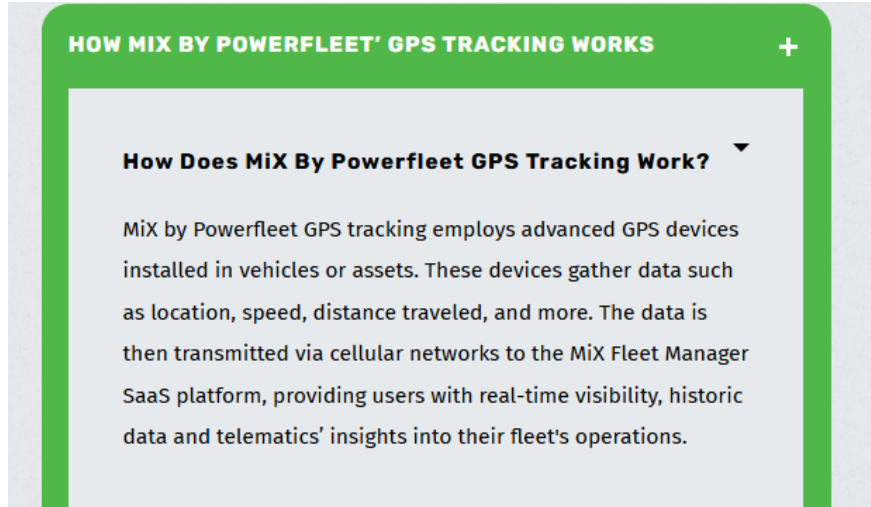 HOW MIX BY POWERFLEET’ GPS TRACKING WORKS +
How Does MiX By Powerfleet GPS Tracking Work?
MiX by Powerfleet GPS tracking employs advanced GPS devices
installed in vehicles or assets. These devices gather data such
as location, speed, distance traveled, and more. The data is
then transmitted via cellular networks to the MiX Fleet Manager
SaaS platform, providing users with real-time visibility, historic
data and telematics’ insights into their fleet's operations.